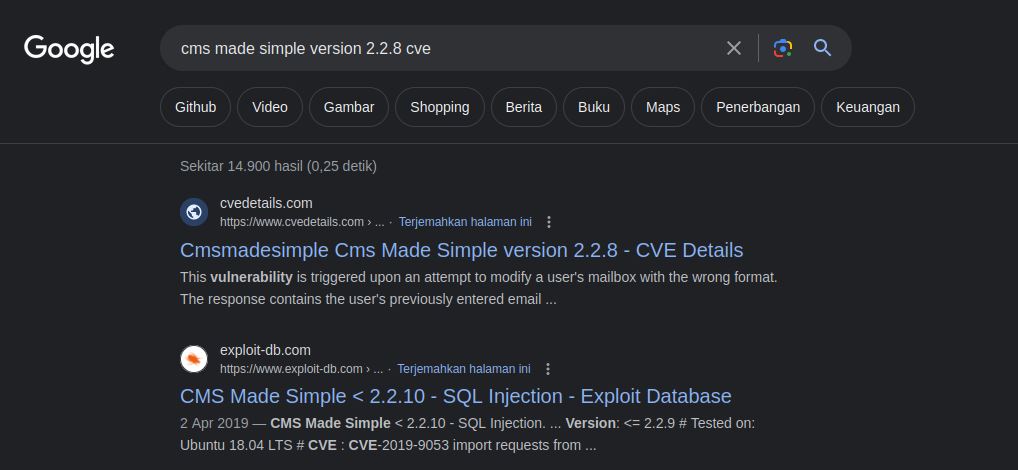 Google
cms made simple version 2.2.8 cve
Github Video Gambar Shopping Berita Buku Maps Penerbangan Keuangan
Sekitar 14.900 hasil (0,25 detik)
cvedetails.com
https://www.cvedetails.com › ... · Terjemahkan halaman ini
Cmsmadesimple Cms Made Simple version 2.2.8 - CVE Details
This vulnerability is triggered upon an attempt to modify a user's mailbox with the wrong format.
The response contains the user's previously entered email ...
exploit-db.com
https://www.exploit-db.com › ... · Terjemahkan halaman ini
CMS Made Simple < 2.2.10 - SQL Injection - Exploit Database
2 Apr 2019 — CMS Made Simple < 2.2.10 - SQL Injection. ... Version: <= 2.2.9 # Tested on:
Ubuntu 18.04 LTS # CVE : CVE-2019-9053 import requests from ...